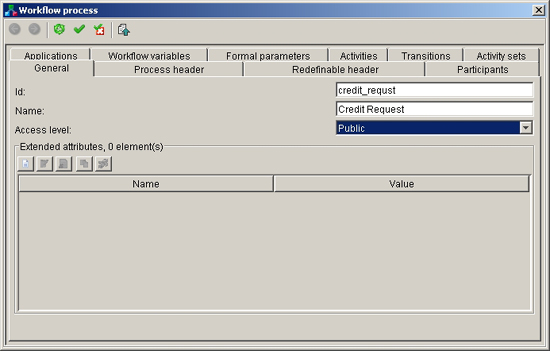 Workflow process
Applications Workflow variables Formal parameters Activities Transitions Activity sets
General Process header Redefinable header Participants
Id: credit_requst
Name: Credit Request
Access level: Public
Extended attributes, 0 element(s)
Name Value